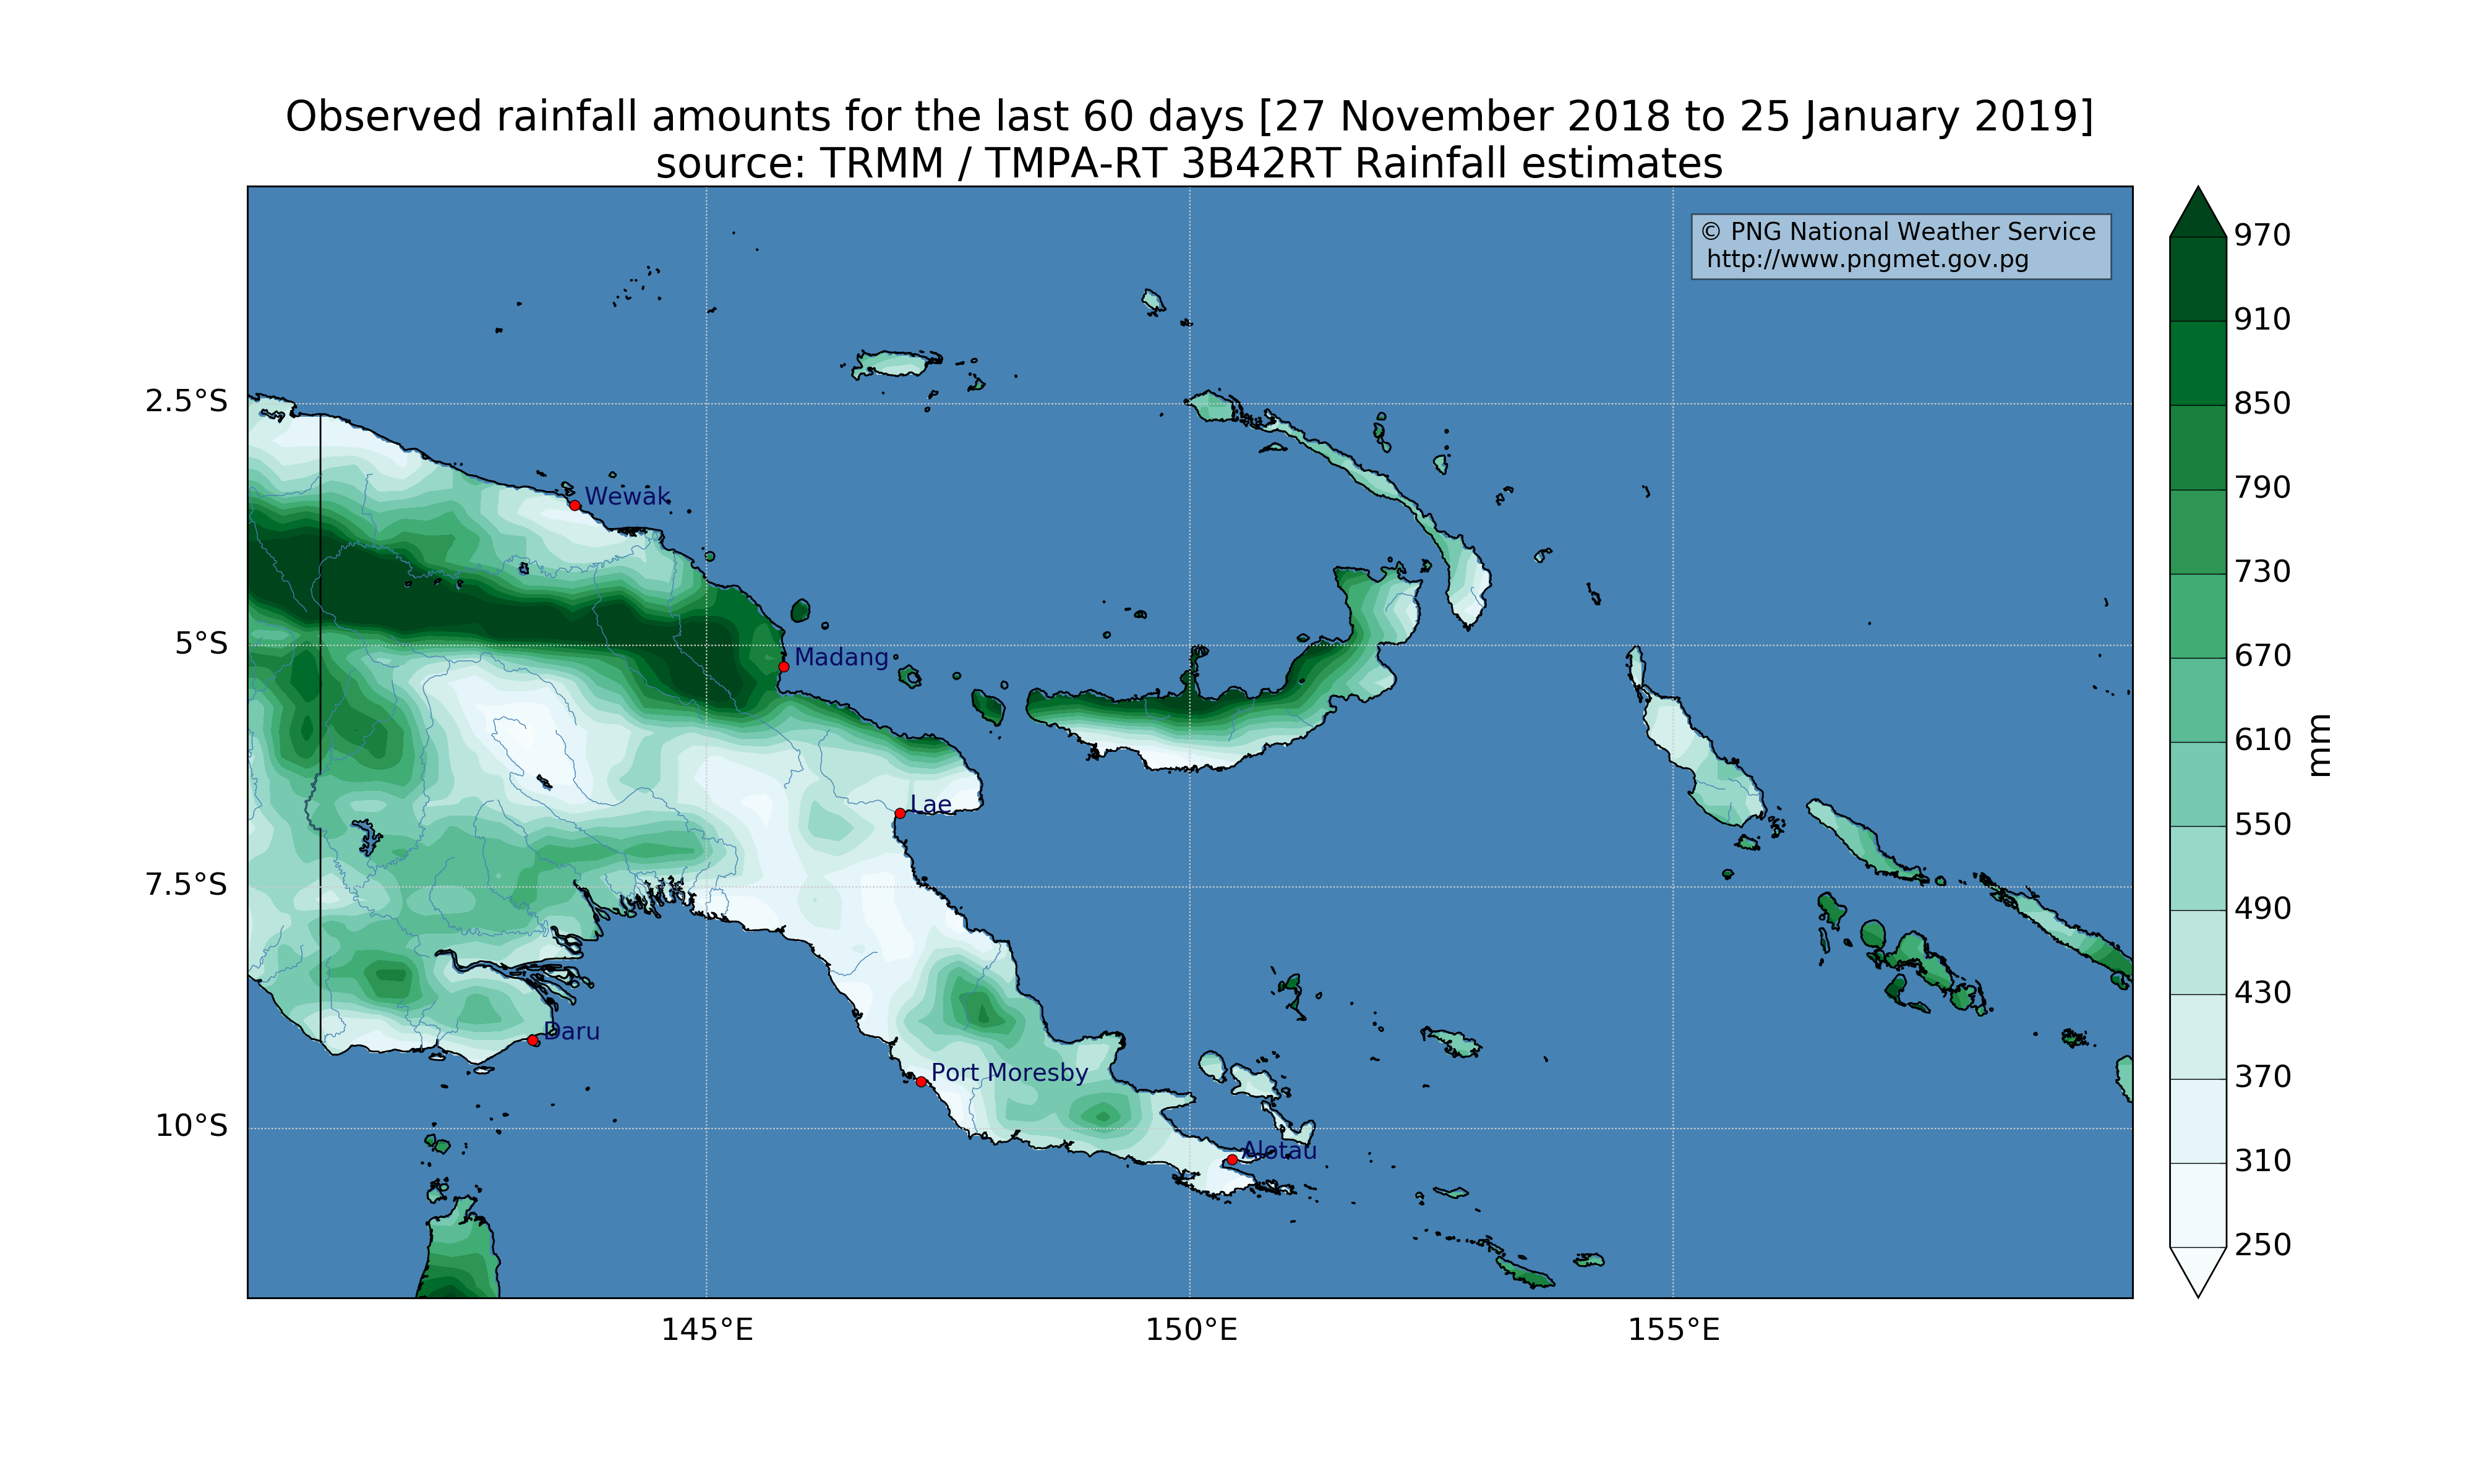 Observed rainfall amounts for the last 60 days [27 November 2018 to 25 January 2019]
source: TRMM / TMPA-RT 3B42RT Rainfall estimates
© PNG National Weather Service
http://www.pngmet.gov.pg
2.5°S
5°S
7.5°S
10°S
145°E
150°E
155°E
Wewak
Madang
Lae
Daru
Port Moresby
Alotau
970
910
850
790
730
670
610
550
490
430
370
310
250
mm